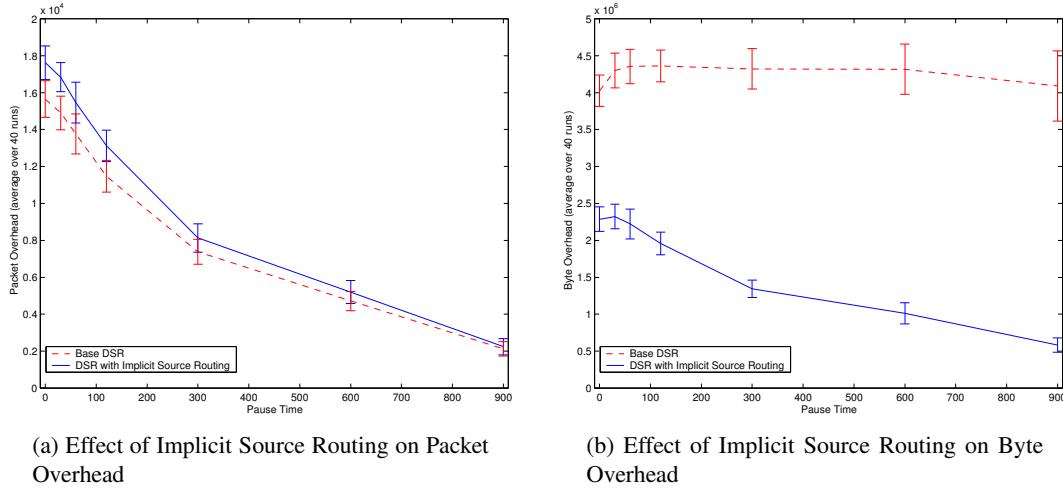 x 10⁴
2
1.8
1.6
1.4
1.2
1
0.8
0.6
0.4
0.2
0
Packet Overhead (average over 40 runs)
Base DSR
DSR with Implicit Source Routing
0 100 200 300 400 500 600 700 800 900
Pause Time
(a) Effect of Implicit Source Routing on Packet
Overhead
x 10⁶
5
4.5
4
3.5
3
2.5
2
1.5
1
0.5
0
Byte Overhead (average over 40 runs)
Base DSR
DSR with Implicit Source Routing
0 100 200 300 400 500 600 700 800 900
Pause Time
(b) Effect of Implicit Source Routing on Byte
Overhead